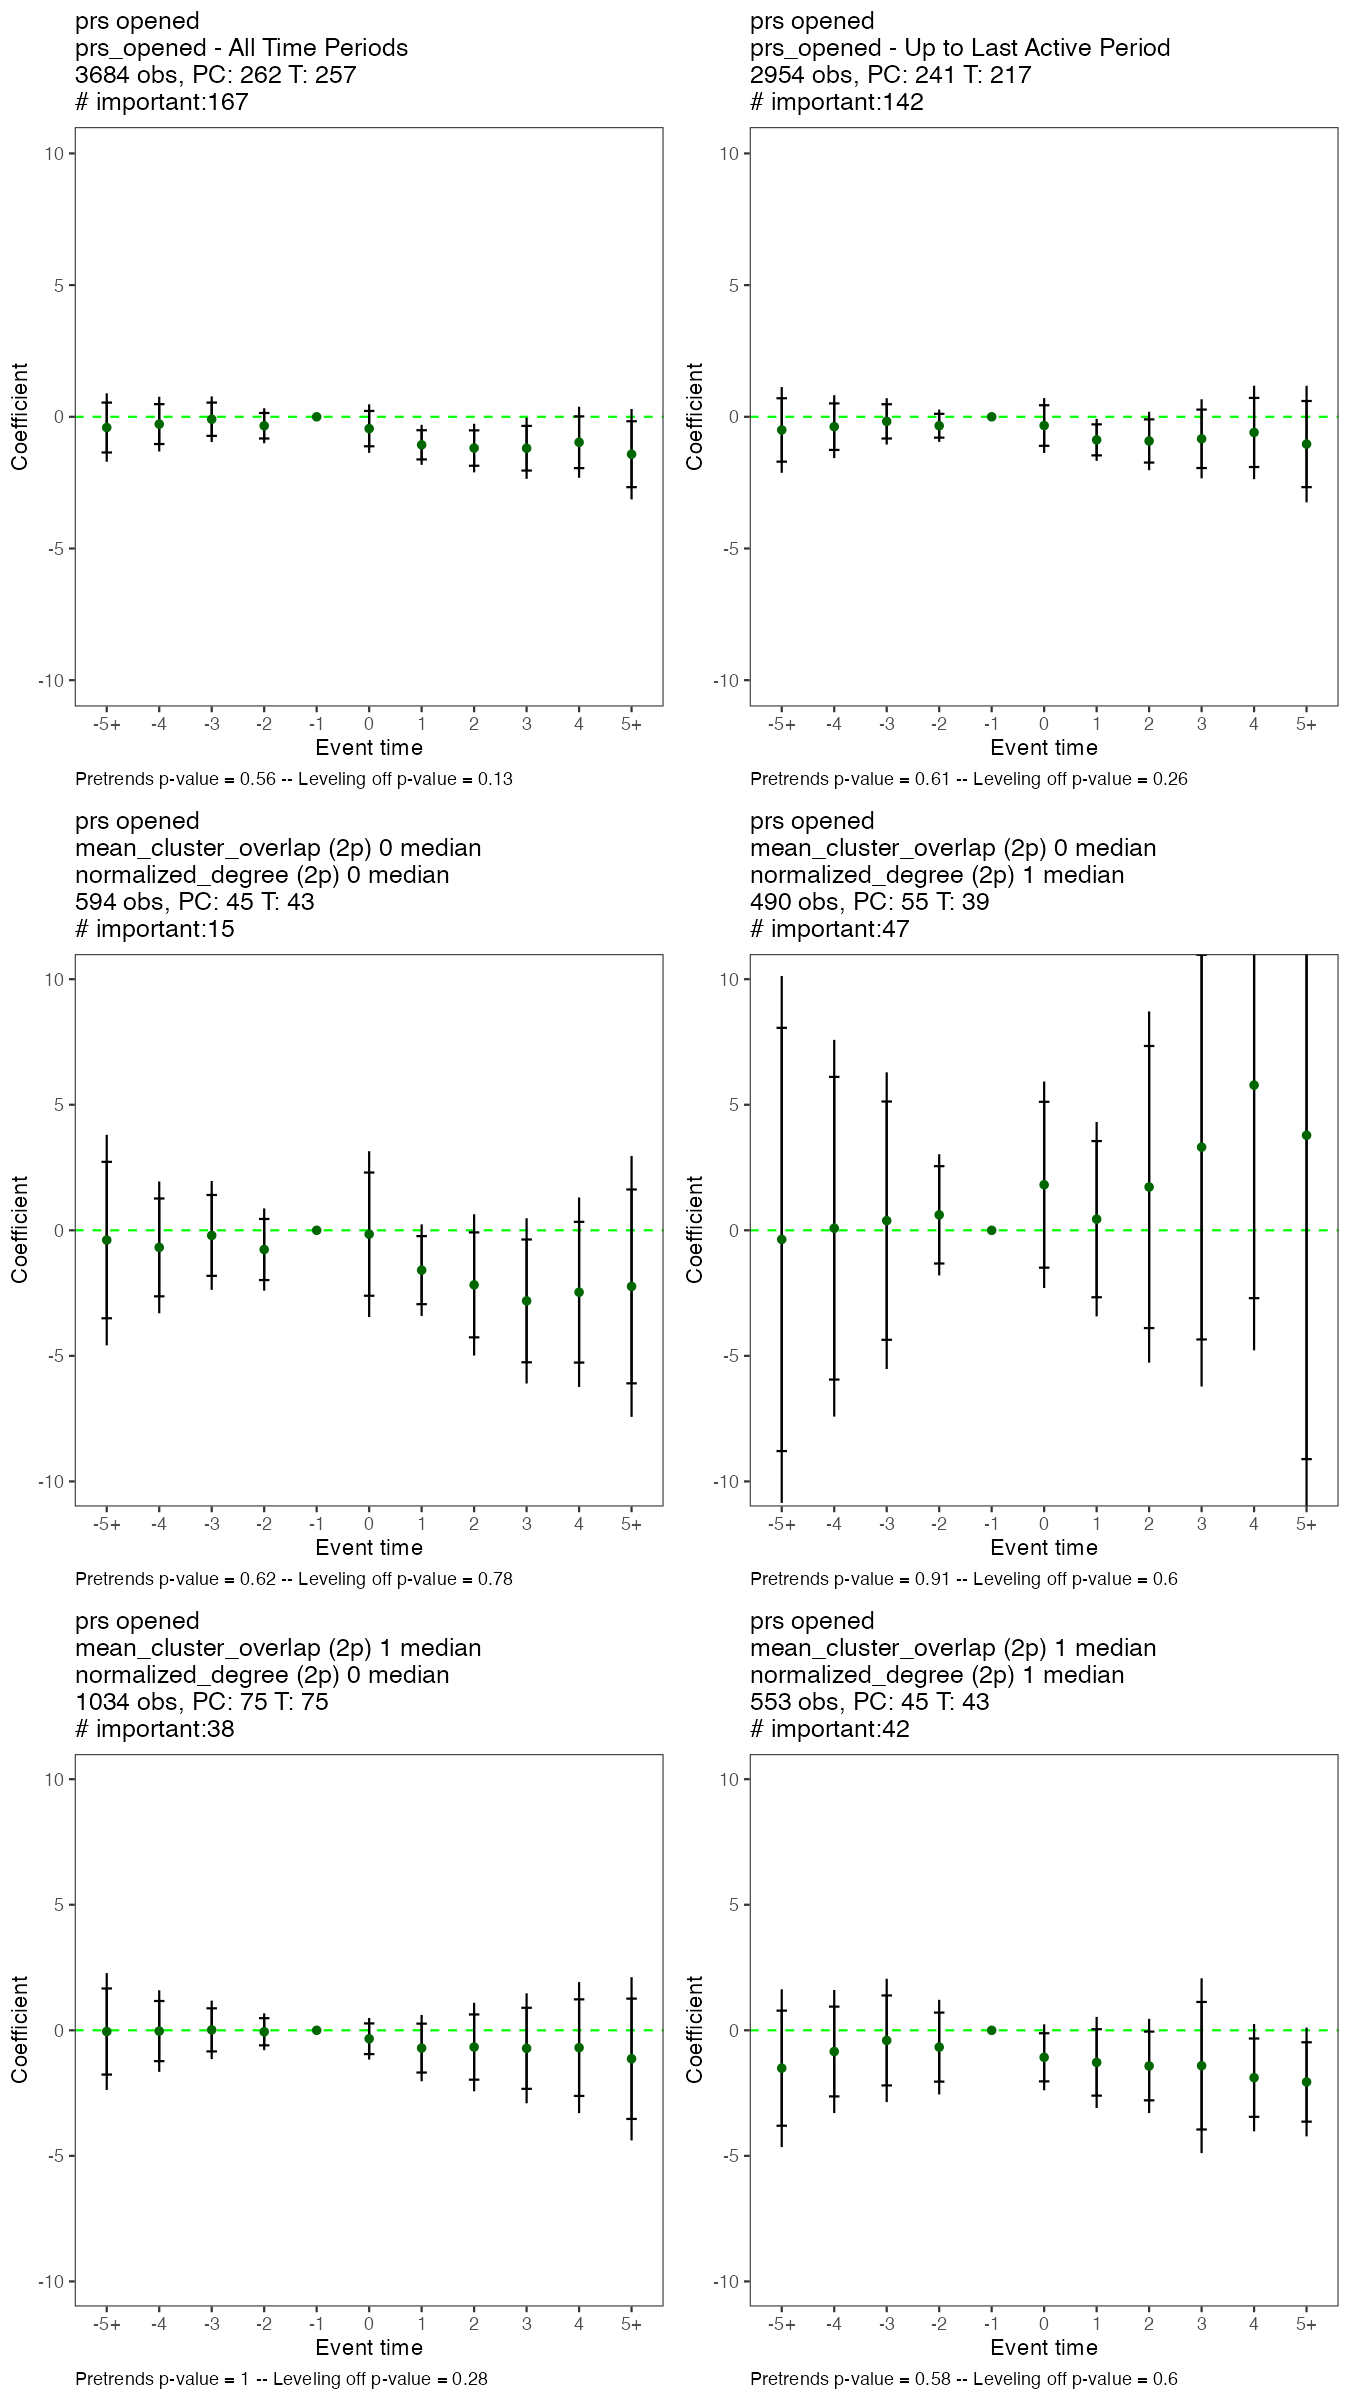 prs opened
prs_opened - All Time Periods
3684 obs, PC: 262 T: 257
# important:167
10
5
0
-5
-10
Coefficient
-5+ -4 -3 -2 -1 0 1 2 3 4 5+
Event time
Pretrends p-value = 0.56 -- Leveling off p-value = 0.13
prs opened
prs_opened - Up to Last Active Period
2954 obs, PC: 241 T: 217
# important:142
10
5
0
-5
-10
Coefficient
-5+ -4 -3 -2 -1 0 1 2 3 4 5+
Event time
Pretrends p-value = 0.61 -- Leveling off p-value = 0.26
prs opened
mean_cluster_overlap (2p) 0 median
normalized_degree (2p) 0 median
594 obs, PC: 45 T: 43
# important:15
10
5
0
-5
-10
Coefficient
-5+ -4 -3 -2 -1 0 1 2 3 4 5+
Event time
Pretrends p-value = 0.62 -- Leveling off p-value = 0.78
prs opened
mean_cluster_overlap (2p) 0 median
normalized_degree (2p) 1 median
490 obs, PC: 55 T: 39
# important:47
10
5
0
-5
-10
Coefficient
-5+ -4 -3 -2 -1 0 1 2 3 4 5+
Event time
Pretrends p-value = 0.91 -- Leveling off p-value = 0.6
prs opened
mean_cluster_overlap (2p) 1 median
normalized_degree (2p) 0 median
1034 obs, PC: 75 T: 75
# important:38
10
5
0
-5
-10
Coefficient
-5+ -4 -3 -2 -1 0 1 2 3 4 5+
Event time
Pretrends p-value = 1 -- Leveling off p-value = 0.28
prs opened
mean_cluster_overlap (2p) 1 median
normalized_degree (2p) 1 median
553 obs, PC: 45 T: 43
# important:42
10
5
0
-5
-10
Coefficient
-5+ -4 -3 -2 -1 0 1 2 3 4 5+
Event time
Pretrends p-value = 0.58 -- Leveling off p-value = 0.6